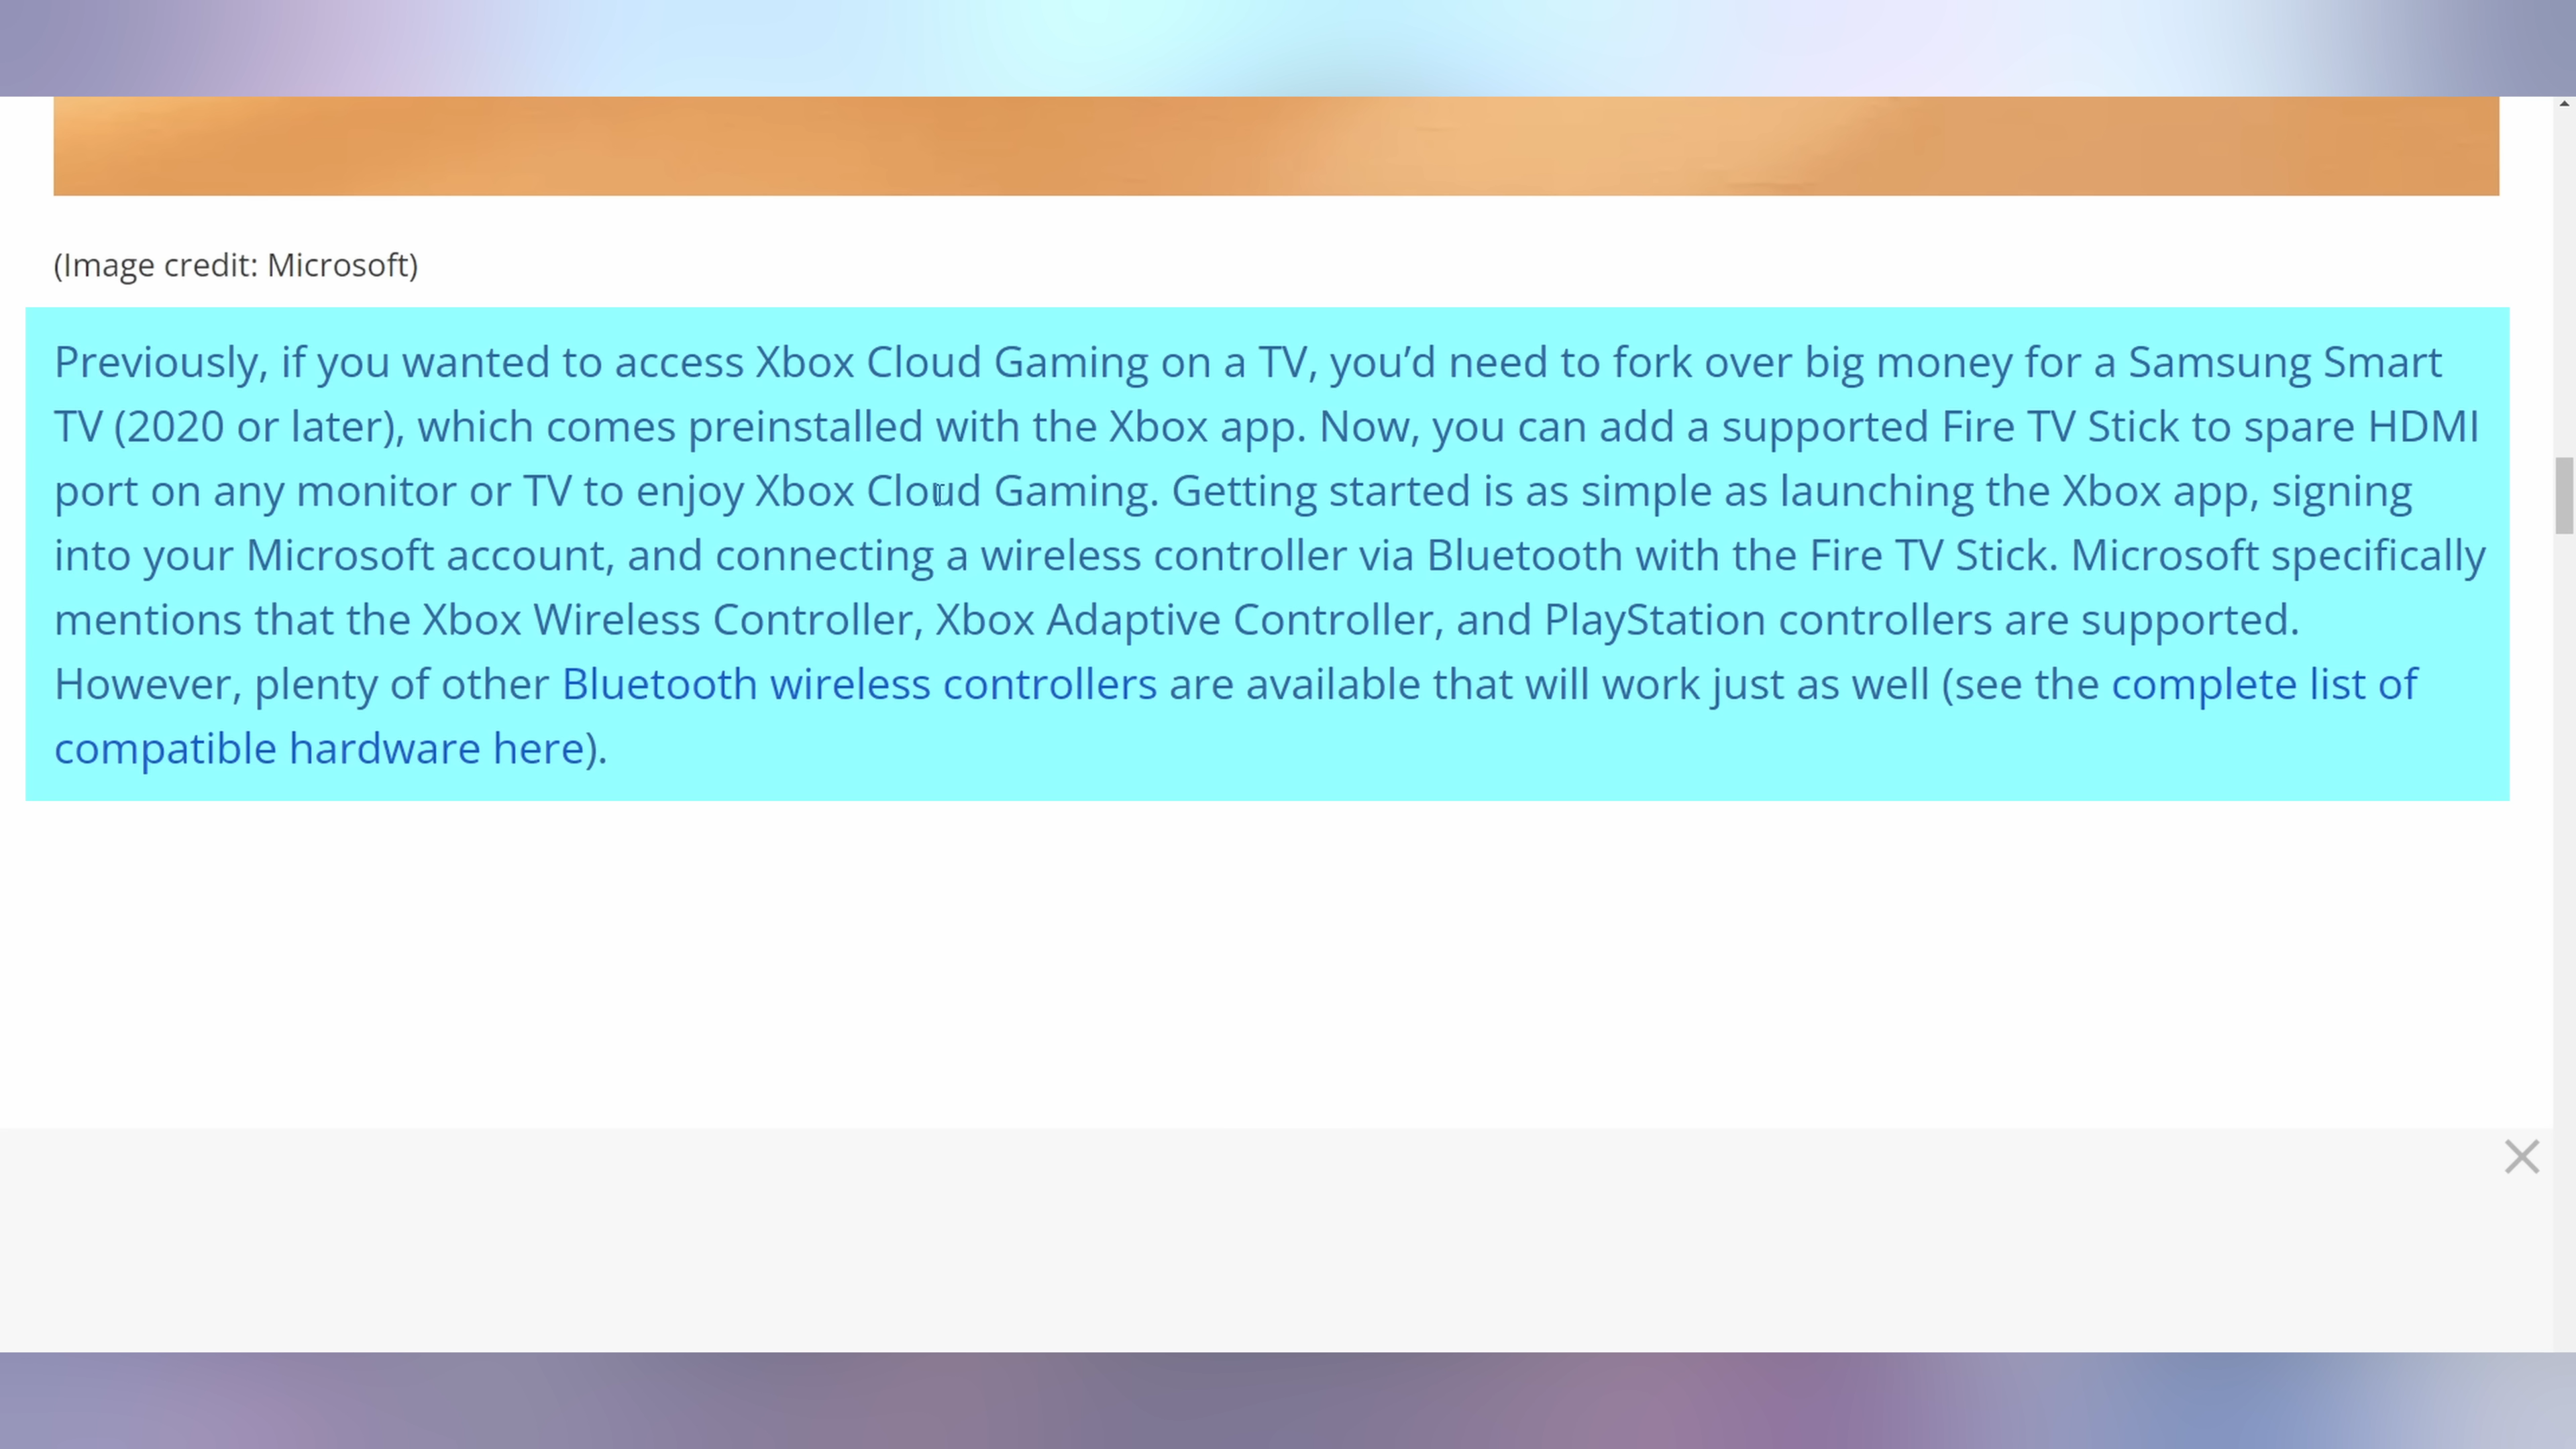 (Image credit: Microsoft)
Previously, if you wanted to access Xbox Cloud Gaming on a TV, you’d need to fork over big money for a Samsung Smart
TV (2020 or later), which comes preinstalled with the Xbox app. Now, you can add a supported Fire TV Stick to spare HDMI
port on any monitor or TV to enjoy Xbox Cloud Gaming. Getting started is as simple as launching the Xbox app, signing
into your Microsoft account, and connecting a wireless controller via Bluetooth with the Fire TV Stick. Microsoft specifically
mentions that the Xbox Wireless Controller, Xbox Adaptive Controller, and PlayStation controllers are supported.
However, plenty of other Bluetooth wireless controllers are available that will work just as well (see the complete list of
compatible hardware here).